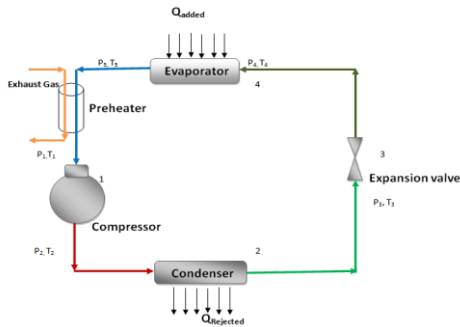 Qadded
P5, T5
Evaporator
P4, T4
4
Exhaust Gas
Preheater
P1,T1
3
Expansion valve
1
P3, T3
Compressor
P2, T2
2
Condenser
QRejected